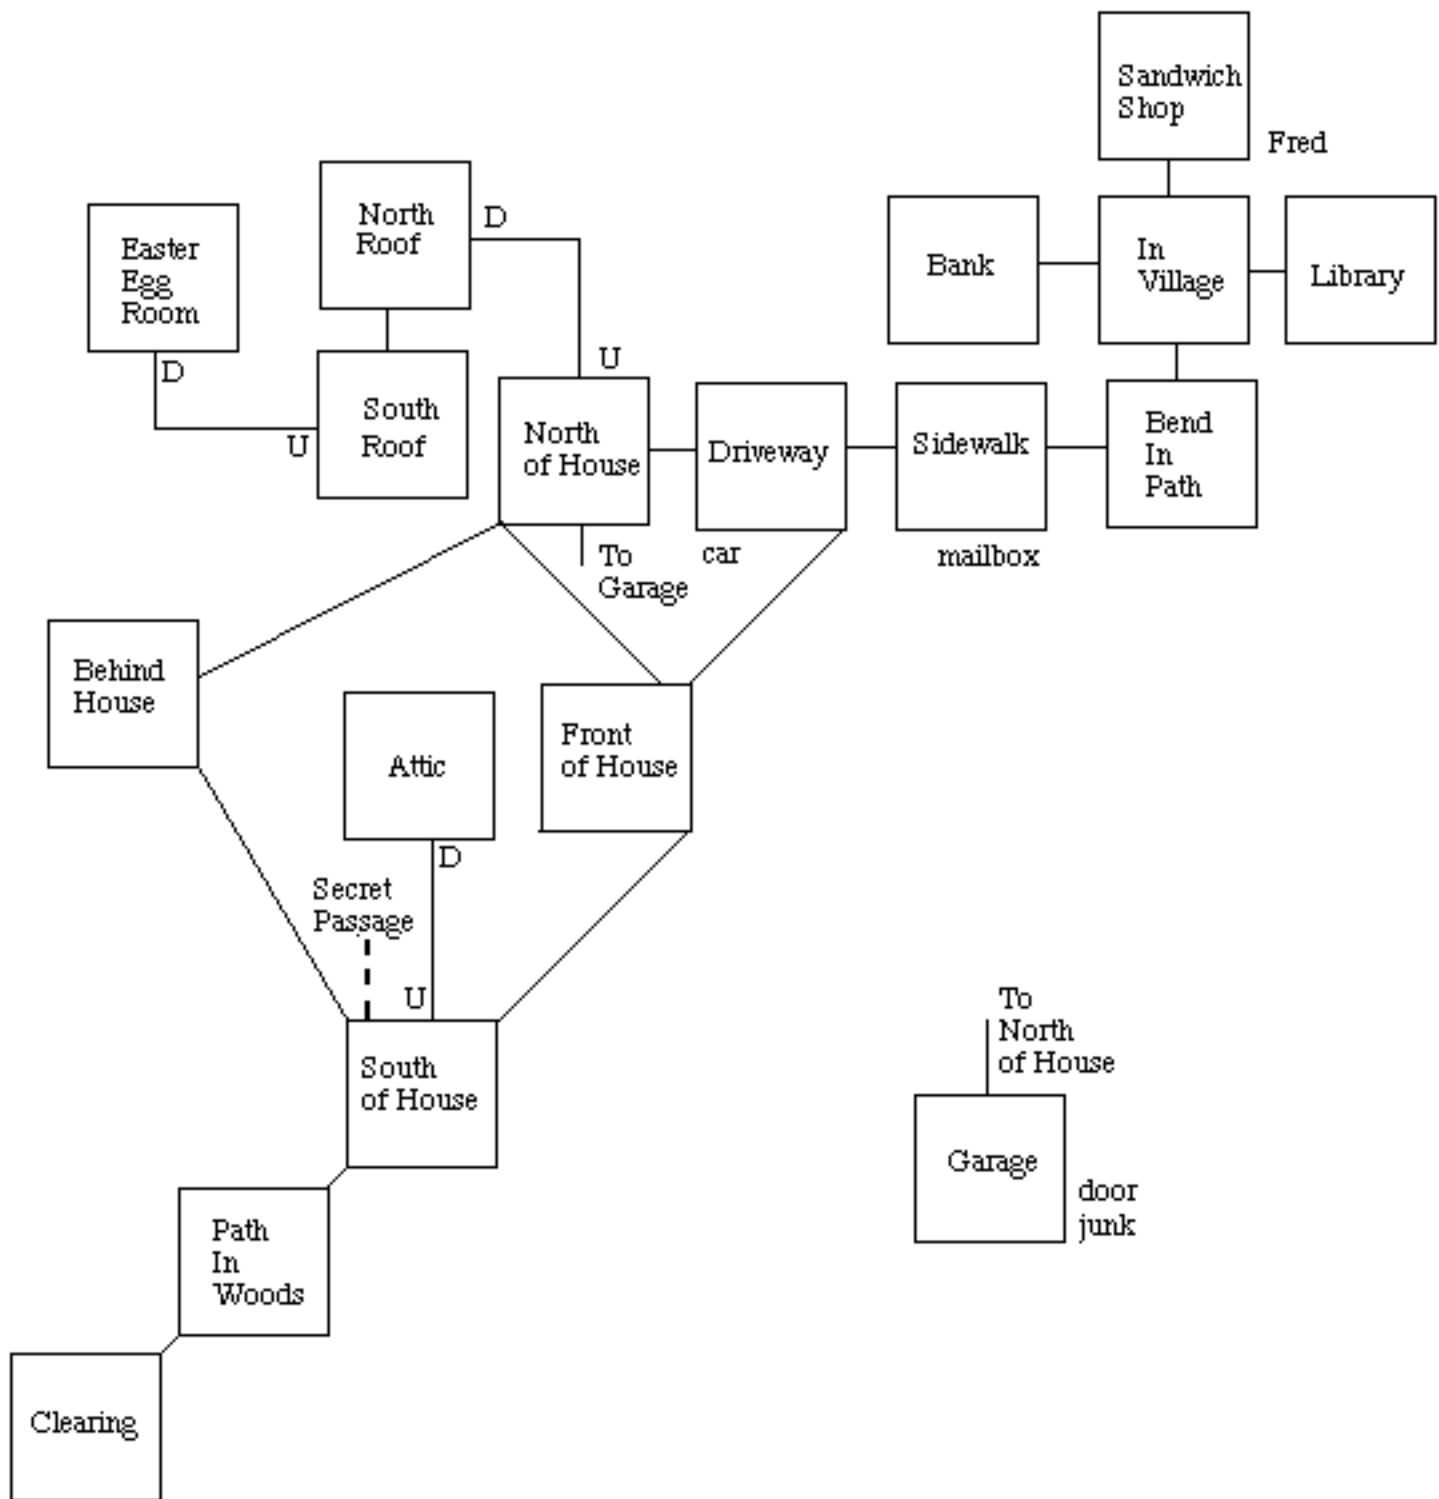 Sandwich
Shop
Fred
North
Roof
D
Easter
Egg
Room
D
Bank
In
Village
Library
U
South
Roof
U
North
of House
Driveway
Sidewalk
Bend
In
Path
To
Garage
car
mailbox
Behind
House
Attic
Front
of House
D
Secret
Passage
U
South
of House
To
North
of House
Garage
door
junk
Path
In
Woods
Clearing